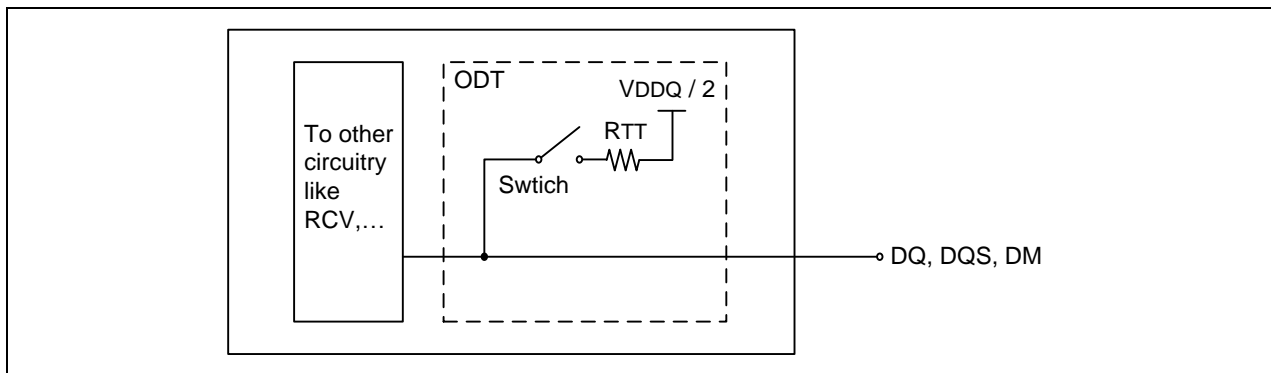 ODT
VDDQ / 2
RTT
To other
circuitry
like
RCV,…
Swtich
DQ, DQS, DM